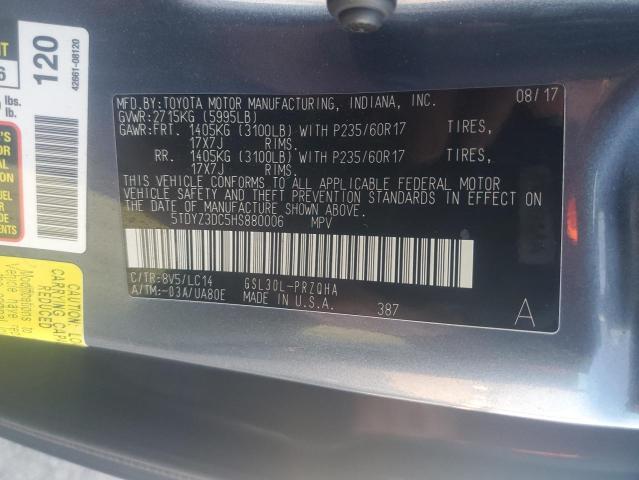 MFD.BY:TOYOTA MOTOR MANUFACTURING, INDIANA, INC. 08/17
GVWR:2715KG (5995LB)
GAWR:FRT. 1405KG (3100LB) WITH P235/60R17 TIRES,
17X7J RIMS.
RR. 1405KG (3100LB) WITH P235/60R17 TIRES,
17X7J RIMS.
THIS VEHICLE CONFORMS TO ALL APPLICABLE FEDERAL MOTOR
VEHICLE SAFETY AND THEFT PREVENTION STANDARDS IN EFFECT ON
THE DATE OF MANUFACTURE SHOWN ABOVE.
5TDYZ3DC5HS880006 MPV
C/TR:8V5/LC14 GSL30L-PRZQHA
A/TM:-03A/UA80E MADE IN U.S.A. 387 A
120
42661-08120
lbs.
lb.
CAUTION
REDUCED
CARRYING